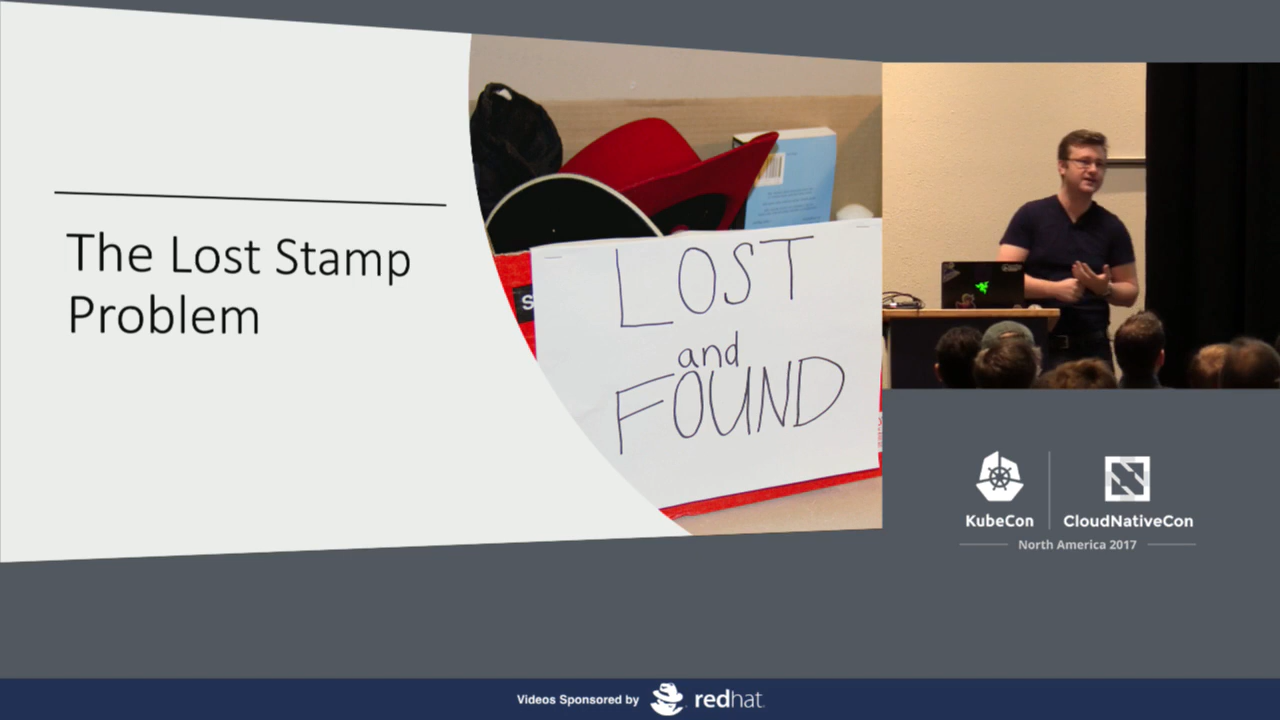 The Lost Stamp
Problem
S
LOST
and
FOUND
KubeCon
CloudNativeCon
North America 2017
Videos Sponsored by
redhat.